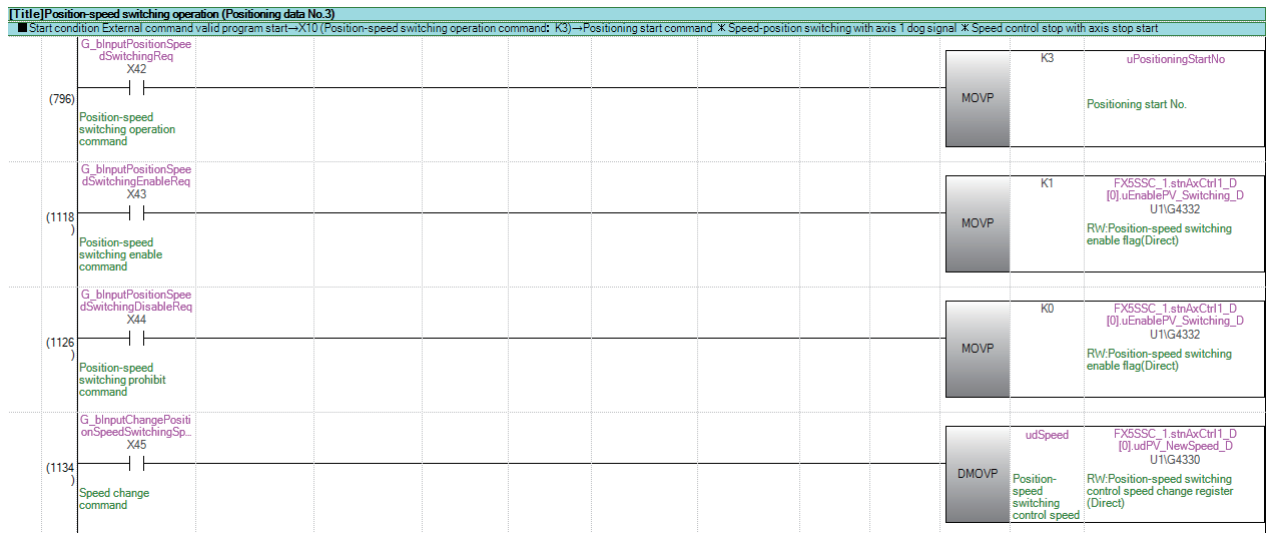 [Title]Position-speed switching operation (Positioning data No.3)
■Start condition External command valid program start→X10 (Position-speed switching operation command: K3)→Positioning start command ＊Speed-position switching with axis 1 dog signal ＊Speed control stop with axis stop start
G_bInputPositionSpee
dSwitchingReq
X42
(796)
Position-speed
switching operation
command
MOVP
K3
uPositioningStartNo
Positioning start No.
G_bInputPositionSpee
dSwitchingEnableReq
X43
(1118
)
Position-speed
switching enable
command
MOVP
K1
FX5SSC_1.stnAxCtrl1_D
[0].uEnablePV_Switching_D
U1\G4332
RW:Position-speed switching
enable flag(Direct)
G_bInputPositionSpee
dSwitchingDisableReq
X44
(1126
)
Position-speed
switching prohibit
command
MOVP
K0
FX5SSC_1.stnAxCtrl1_D
[0].uEnablePV_Switching_D
U1\G4332
RW:Position-speed switching
enable flag(Direct)
G_bInputChangePositi
onSpeedSwitchingSp...
X45
(1134
)
Speed change
command
DMOVP
udSpeed
Position-
speed
switching
control speed
FX5SSC_1.stnAxCtrl1_D
[0].udPV_NewSpeed_D
U1\G4330
RW:Position-speed switching
control speed change register
(Direct)